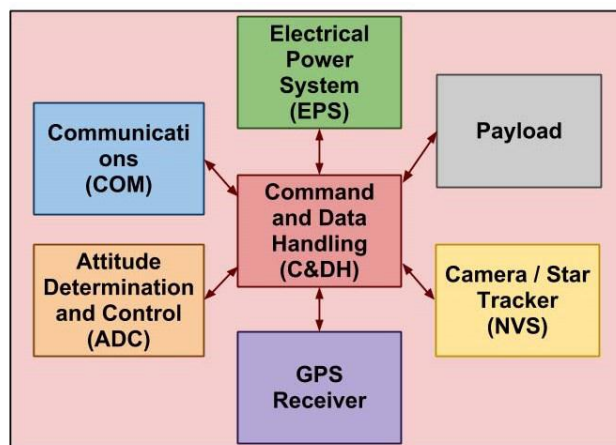 Electrical
Power
System
(EPS)
Communicati
ons
(COM)
Payload
Command
and Data
Handling
(C&DH)
Attitude
Determination
and Control
(ADC)
Camera / Star
Tracker
(NVS)
GPS
Receiver